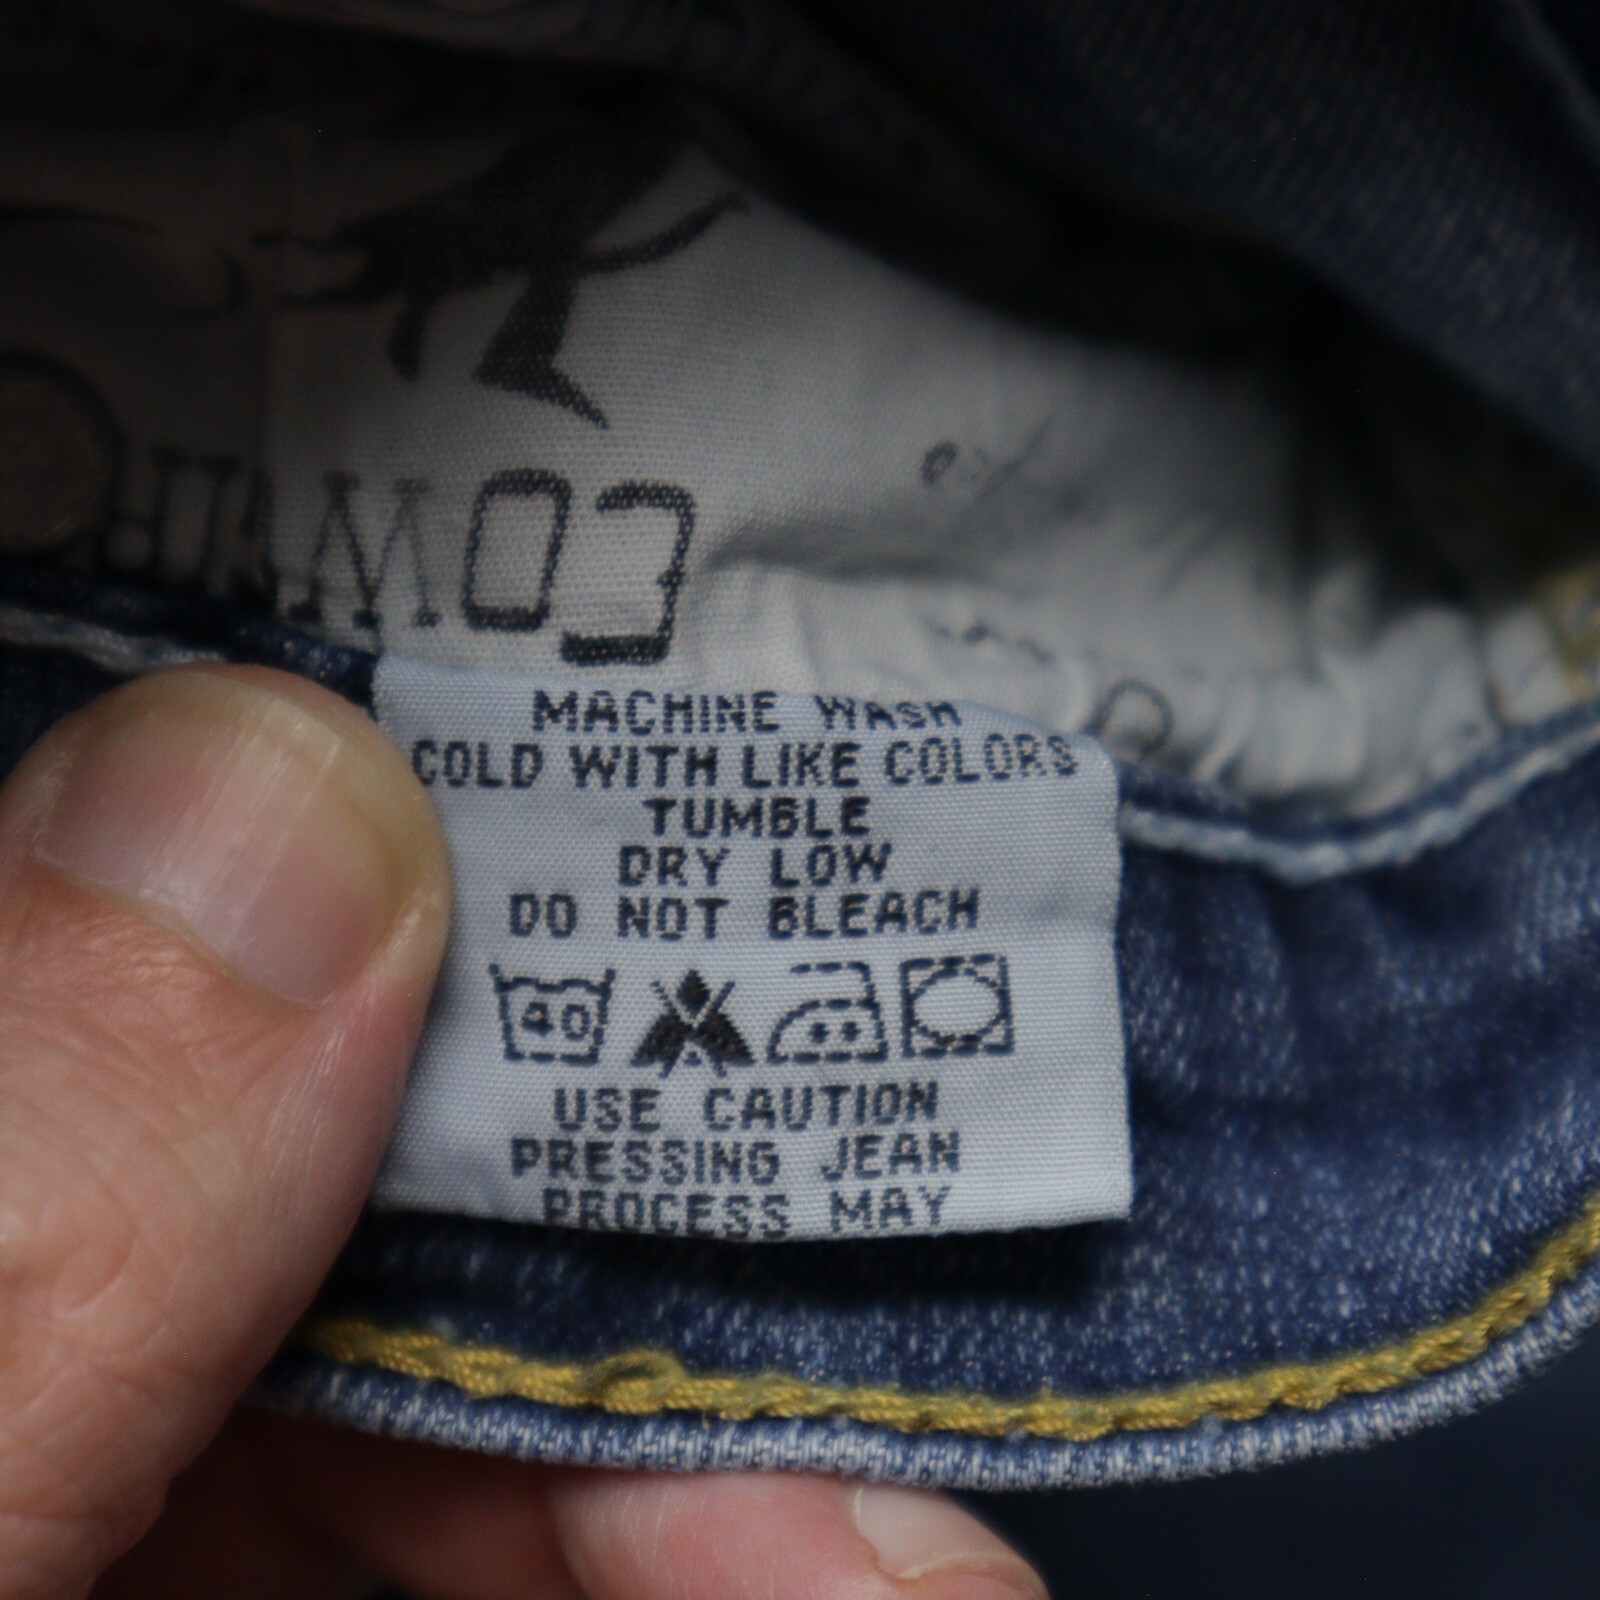 MACHINE WASH
COLD WITH LIKE COLORS
TUMBLE
DRY LOW
DO NOT BLEACH
40
USE CAUTION
PRESSING JEAN
PROCESS MAY